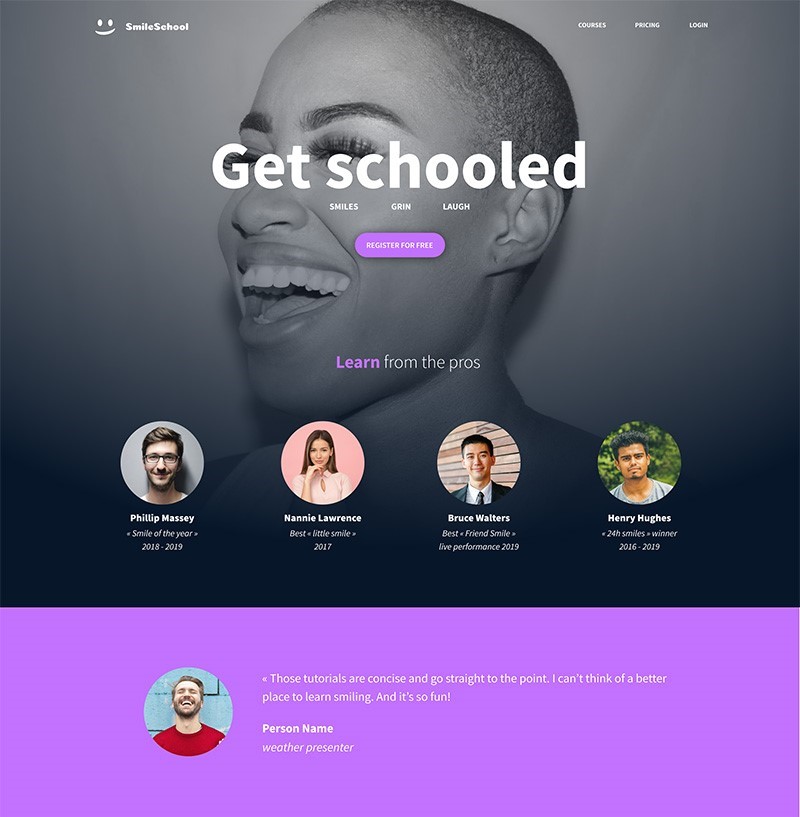 SmileSchool
COURSES PRICING LOGIN
Get schooled
SMILES GRIN LAUGH
REGISTER FOR FREE
Learn from the pros
Phillip Massey
« Smile of the year »
2018 - 2019
Nannie Lawrence
Best « little smile »
2017
Bruce Walters
Best « Friend Smile »
live performance 2019
Henry Hughes
« 24h smiles » winner
2016 - 2019
« Those tutorials are concise and go straight to the point. I can’t think of a better
place to learn smiling. And it’s so fun!
Person Name
weather presenter